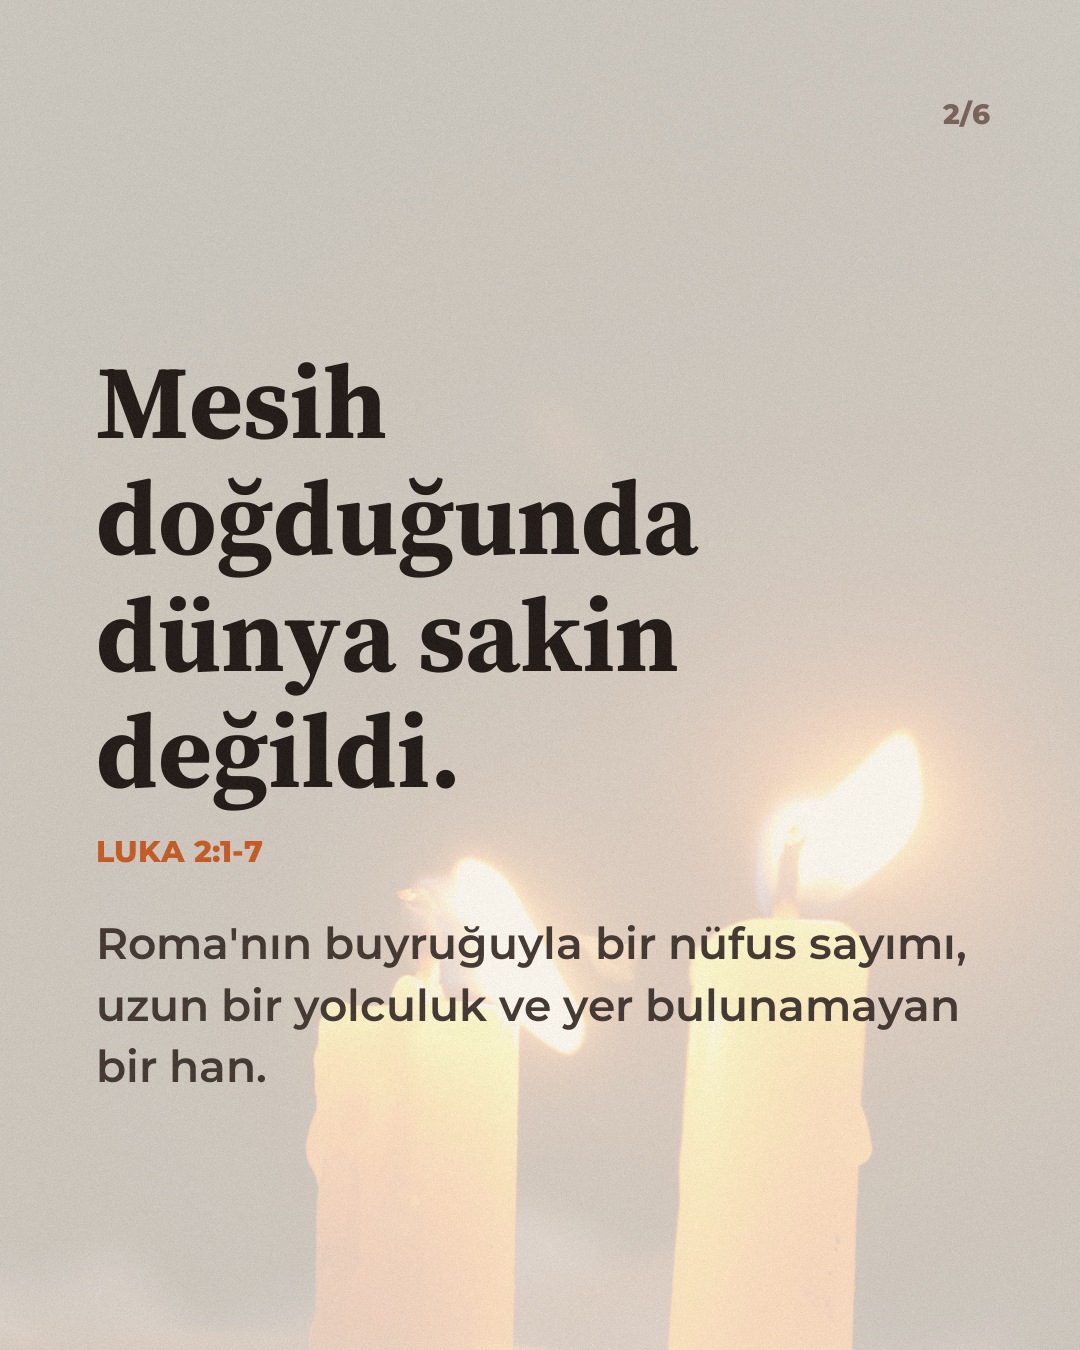 2/6
Mesih
doğduğunda
dünya sakin
değildi.
LUKA 2:1-7
Roma'nın buyruğuyla bir nüfus sayımı,
uzun bir yolculuk ve yer bulunamayan
bir han.